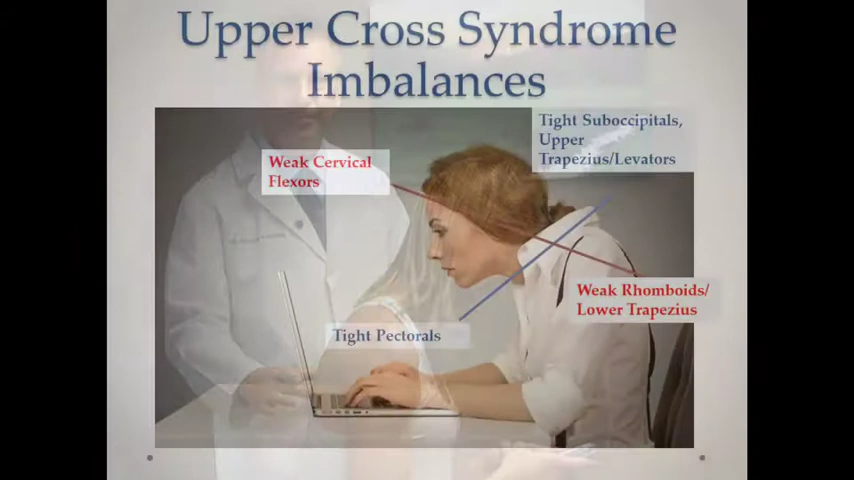 Upper Cross Syndrome
Imbalances
Tight Suboccipitals,
Upper
Trapezius/Levators
Weak Cervical
Flexors
Weak Rhomboids/
Lower Trapezius
Tight Pectorals